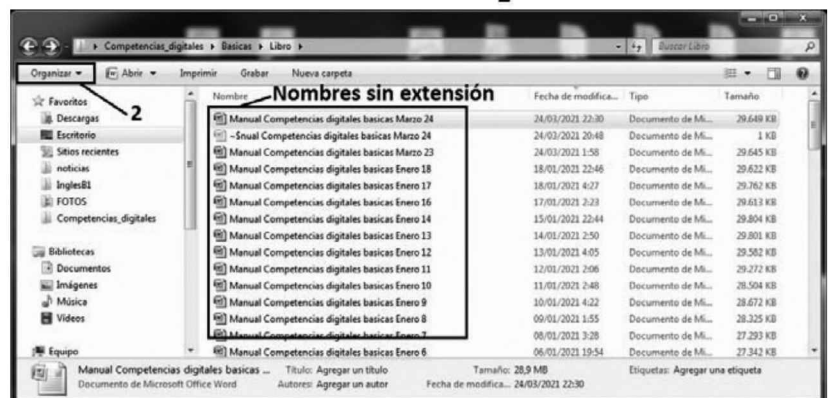 Competencias_digitales ▸ Basicas ▸ Libro ▸
Buscar Libro
Organizar
Abrir
Imprimir
Grabar
Nueva carpeta
2
Favoritos
Descargas
Escritorio
Sitios recientes
noticias
InglesB1
FOTOS
Competencias_digitales
Bibliotecas
Documentos
Imágenes
Música
Vídeos
Equipo
Nombre Nombres sin extensión Fecha de modifica... Tipo Tamaño
Manual Competencias digitales basicas Marzo 24 24/03/2021 22:30 Documento de Mi... 29.649 KB
~$nual Competencias digitales basicas Marzo 24 24/03/2021 20:48 Documento de Mi... 1 KB
Manual Competencias digitales basicas Marzo 23 24/03/2021 1:58 Documento de Mi... 29.645 KB
Manual Competencias digitales basicas Enero 18 18/01/2021 22:46 Documento de Mi... 29.622 KB
Manual Competencias digitales basicas Enero 17 18/01/2021 4:27 Documento de Mi... 29.762 KB
Manual Competencias digitales basicas Enero 16 17/01/2021 2:23 Documento de Mi... 29.613 KB
Manual Competencias digitales basicas Enero 14 15/01/2021 22:44 Documento de Mi... 29.804 KB
Manual Competencias digitales basicas Enero 13 14/01/2021 2:50 Documento de Mi... 29.801 KB
Manual Competencias digitales basicas Enero 12 13/01/2021 4:05 Documento de Mi... 29.582 KB
Manual Competencias digitales basicas Enero 11 12/01/2021 2:06 Documento de Mi... 29.272 KB
Manual Competencias digitales basicas Enero 10 11/01/2021 2:48 Documento de Mi... 28.504 KB
Manual Competencias digitales basicas Enero 9 10/01/2021 4:22 Documento de Mi... 28.672 KB
Manual Competencias digitales basicas Enero 8 09/01/2021 1:55 Documento de Mi... 28.325 KB
Manual Competencias digitales basicas Enero 7 08/01/2021 3:28 Documento de Mi... 27.293 KB
Manual Competencias digitales basicas Enero 6 06/01/2021 19:54 Documento de Mi... 27.342 KB
Manual Competencias digitales basicas ... Título: Agregar un título Tamaño: 28,9 MB Etiquetas: Agregar una etiqueta
Documento de Microsoft Office Word Autores: Agregar un autor Fecha de modifica... 24/03/2021 22:30